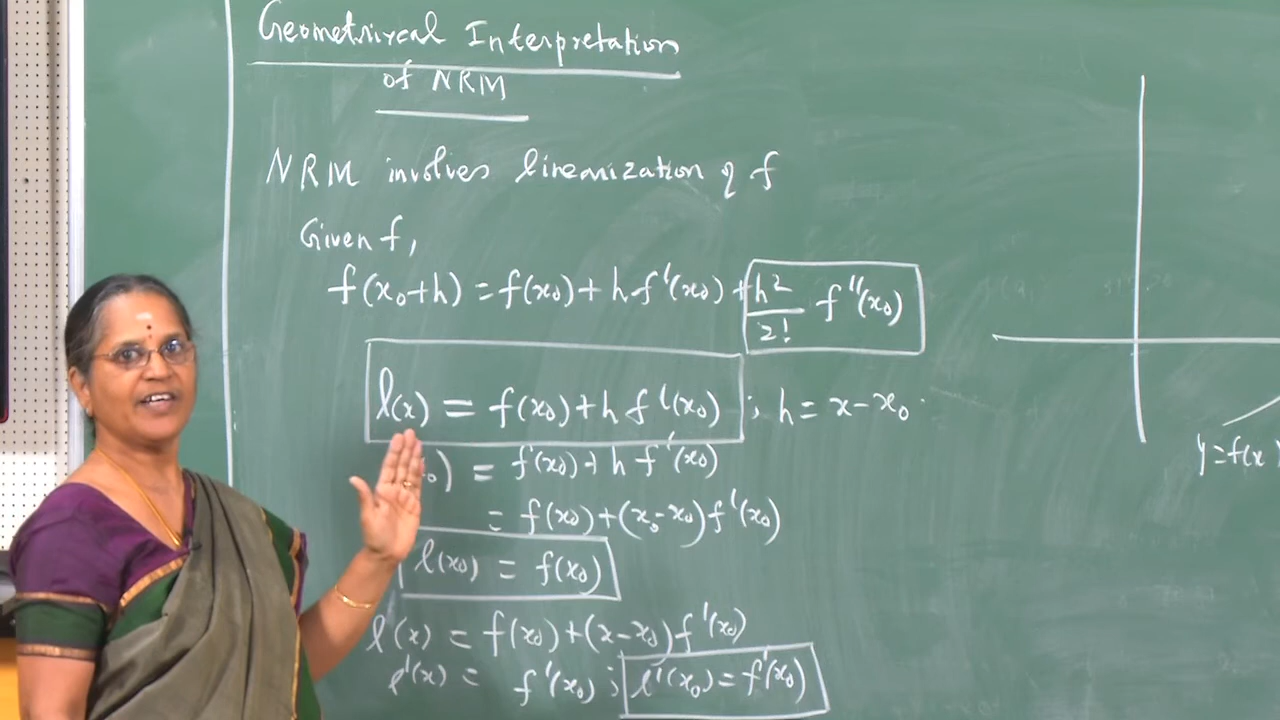 Geometrircal Interpretation
of NRM
NRM involves linearization of f
Given f,
f(x₀+h) = f(x₀) + h f'(x₀) + h²/2! f''(x₀)
l(x) = f(x₀) + h f'(x₀) ; h = x - x₀.
= f(x₀) + h f'(x₀)
= f(x₀) + (x₀ - x₀) f'(x₀)
l(x₀) = f(x₀)
l(x) = f(x₀) + (x - x₀) f'(x₀)
l'(x) = f'(x₀) ; l'(x₀) = f'(x₀)
y = f(x)